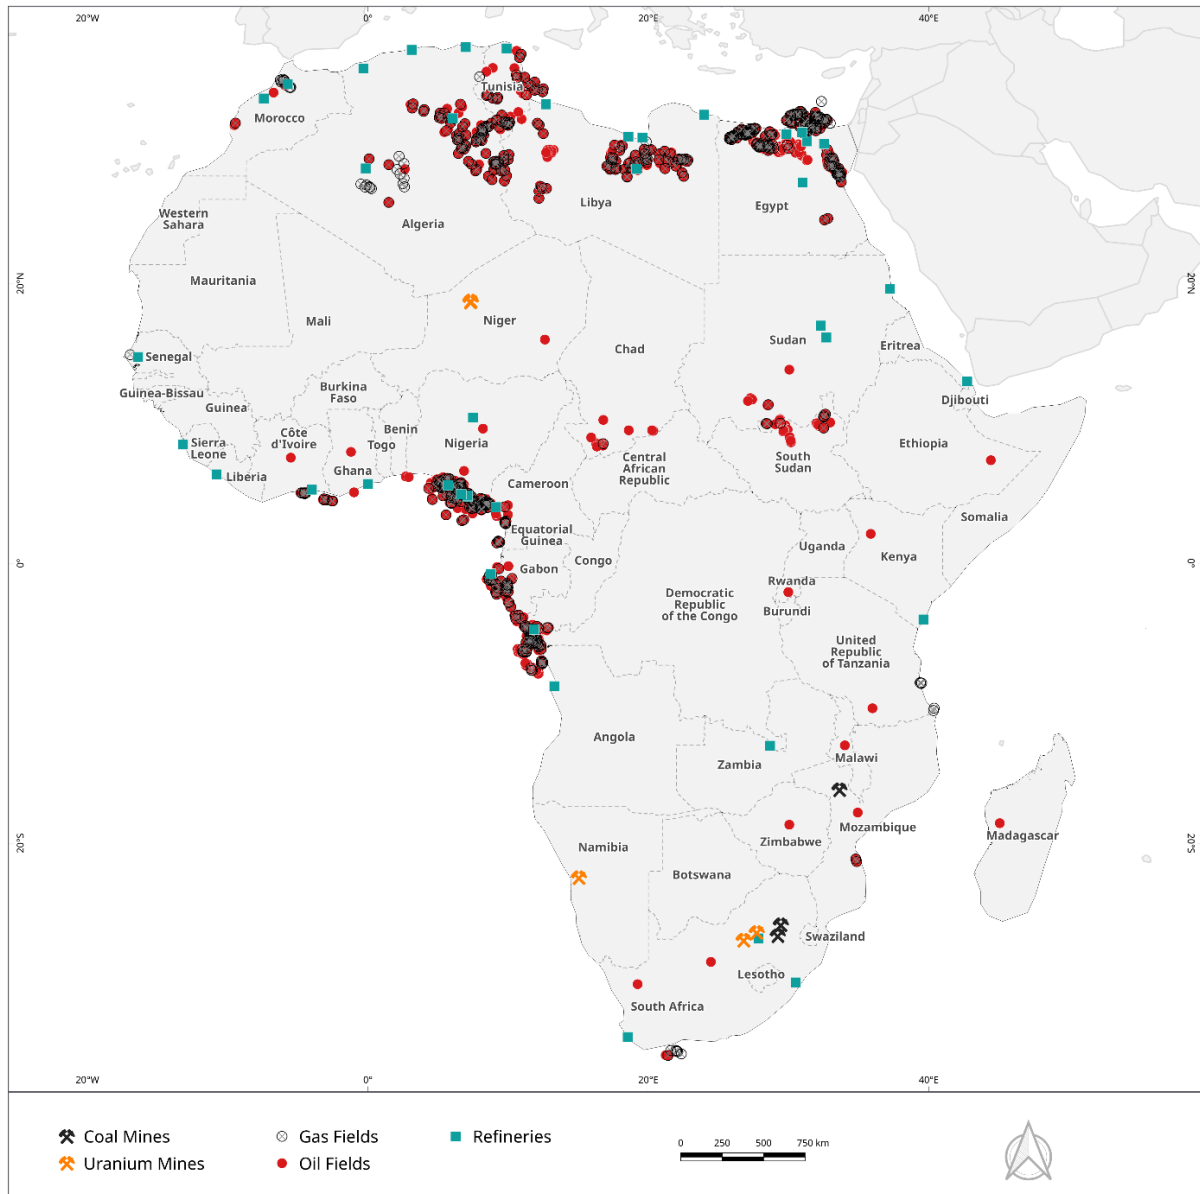 20°W
0°
20°E
40°E
Tunisia
Morocco
Western
Sahara
Algeria
Libya
Egypt
20°N
20°N
Mauritania
Mali
Niger
Chad
Sudan
Eritrea
Senegal
Guinea-Bissau
Guinea
Burkina
Faso
Djibouti
Sierra
Leone
Côte
d'Ivoire
Benin
Togo
Nigeria
Ethiopia
Liberia
Ghana
Cameroon
Central
African
Republic
South
Sudan
Somalia
Equatorial
Guinea
Uganda
Kenya
0°
0°
Gabon
Congo
Rwanda
Burundi
Democratic
Republic
of the Congo
United
Republic
of Tanzania
Angola
Zambia
Malawi
Mozambique
Madagascar
20°S
20°S
Namibia
Zimbabwe
Botswana
Swaziland
Lesotho
South Africa
20°W
0°
20°E
40°E
Coal Mines
Gas Fields
Refineries
Uranium Mines
Oil Fields
0 250 500 750 km